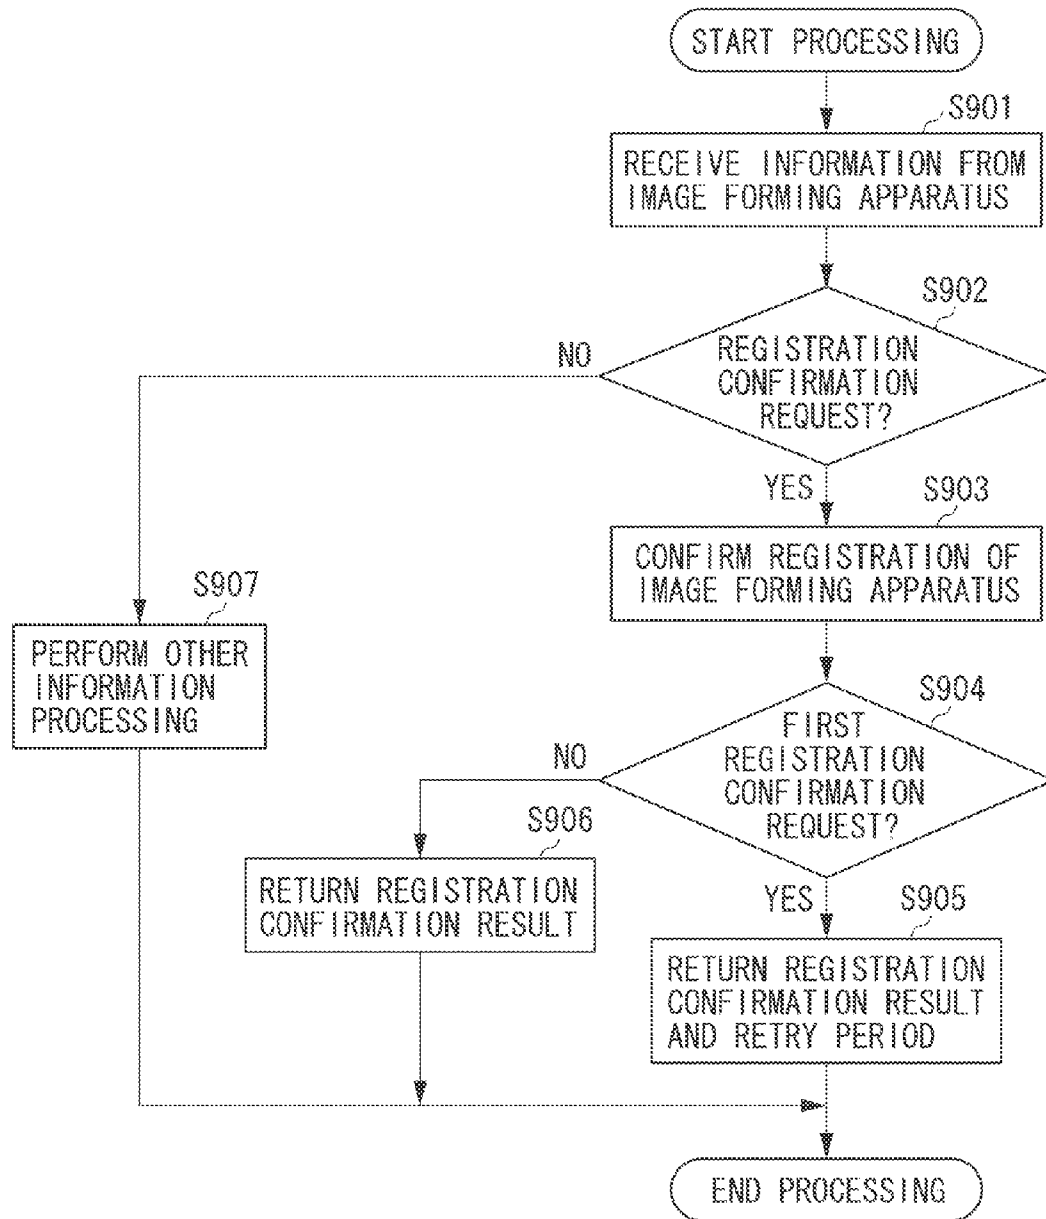 START PROCESSING
S901
RECEIVE INFORMATION FROM
IMAGE FORMING APPARATUS
S902
REGISTRATION
CONFIRMATION
REQUEST?
NO
YES
S903
CONFIRM REGISTRATION OF
IMAGE FORMING APPARATUS
S907
PERFORM OTHER
INFORMATION
PROCESSING
S904
FIRST
REGISTRATION
CONFIRMATION
REQUEST?
NO
YES
S906
RETURN REGISTRATION
CONFIRMATION RESULT
S905
RETURN REGISTRATION
CONFIRMATION RESULT
AND RETRY PERIOD
END PROCESSING